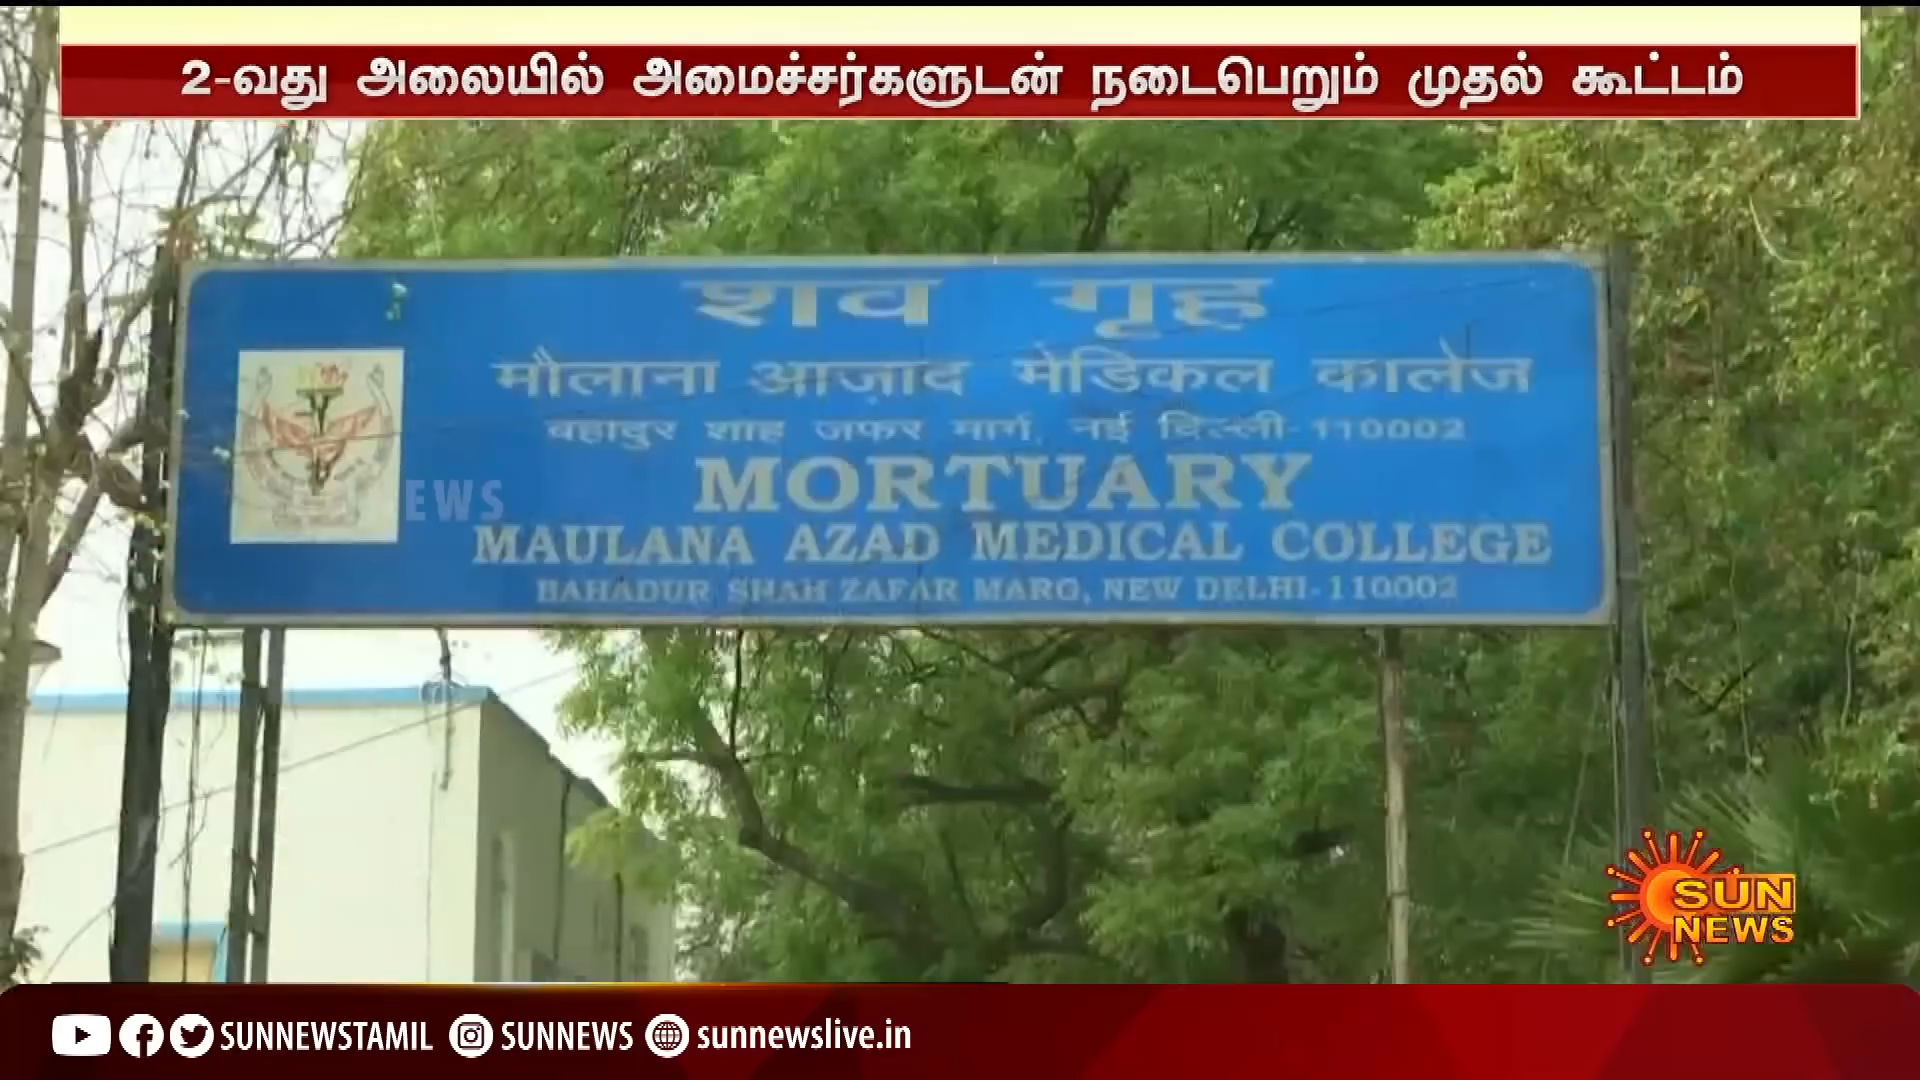 2-வது அலையில் அமைச்சர்களுடன் நடைபெறும் முதல் கூட்டம்
शव गृह
मौलाना आज़ाद मेडिकल कालेज
बहादुर शाह जफर मार्ग, नई दिल्ली-110002
MORTUARY
MAULANA AZAD MEDICAL COLLEGE
BAHADUR SHAH ZAFAR MARG, NEW DELHI-110002
EWS
SUN
NEWS
SUNNEWSTAMIL SUNNEWS sunnewslive.in